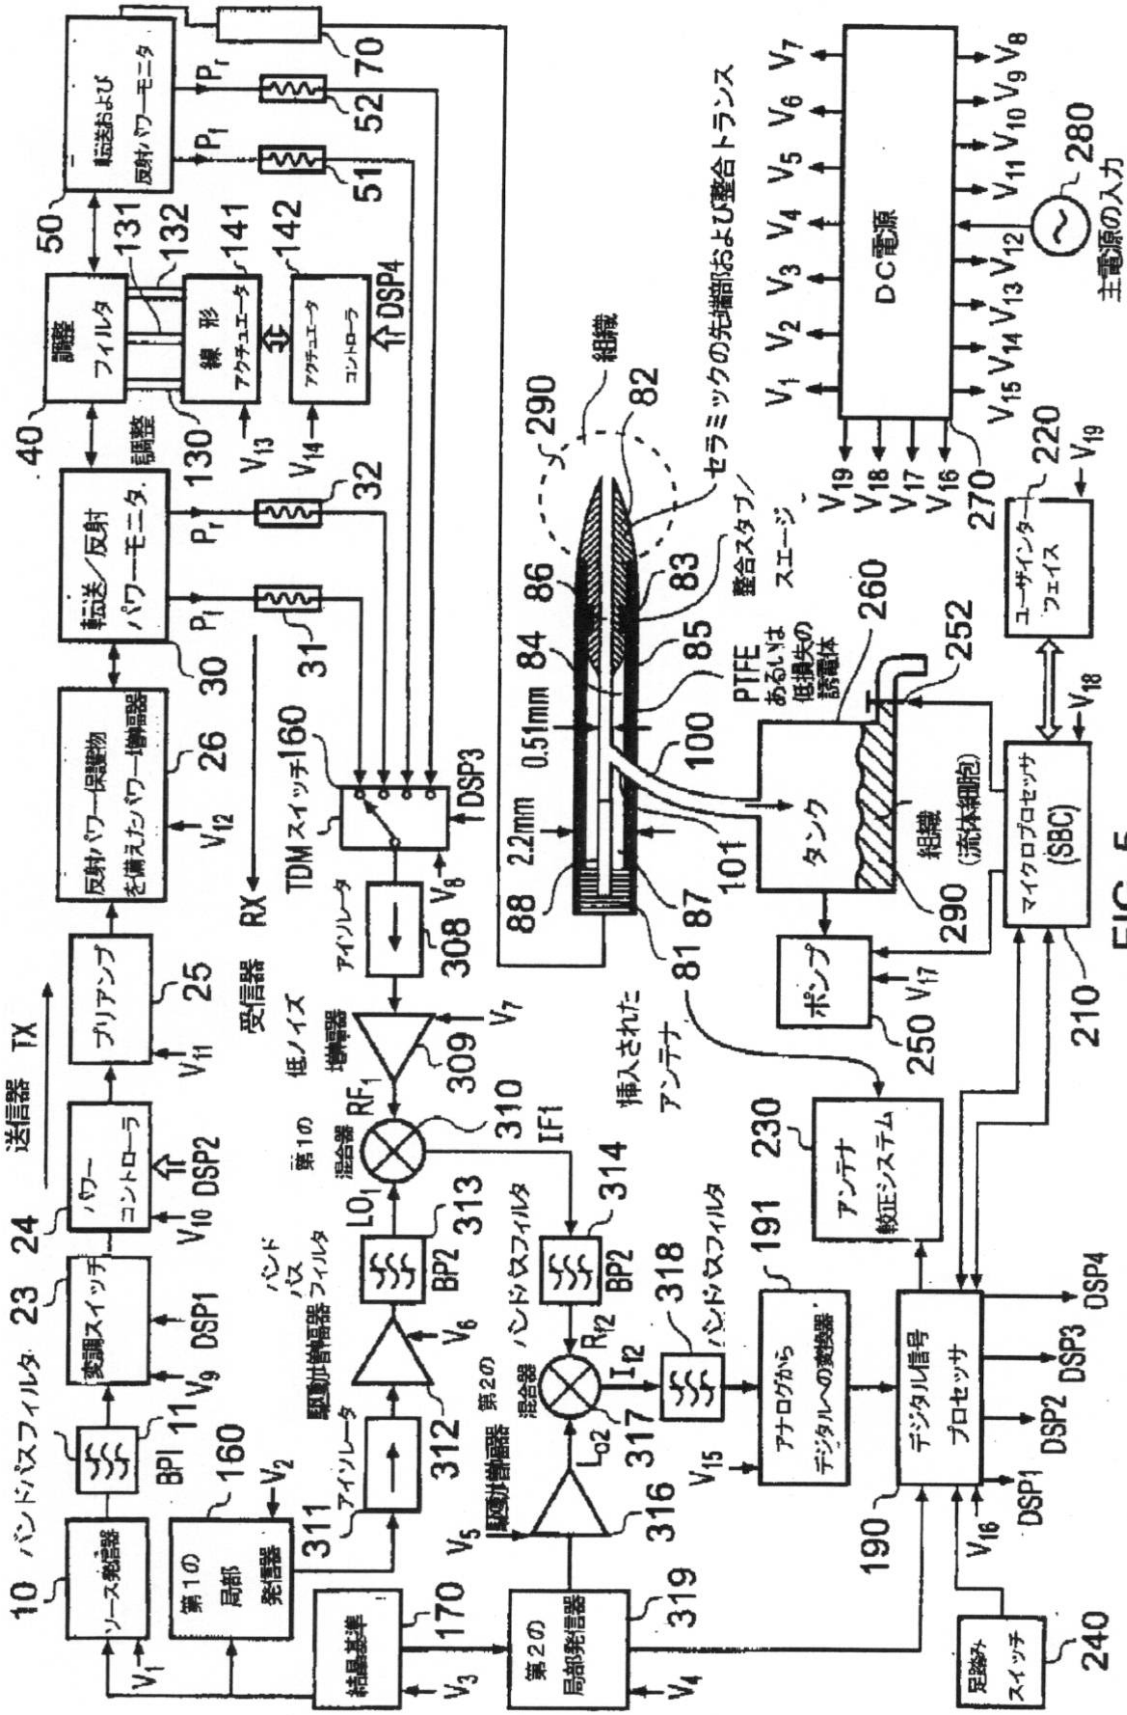 送信器 TX
10
バンドパスフィルタ
23
24
ソース発信器
V1
BP1
11
変調スイッチ
V9
DSP1
パワー
コントローラ
V10
DSP2
プリアンプ
V11
25
反射パワー保護物
を備えたパワー増幅器
V12
26
転送/反射
パワーモニタ
30
Pf
Pr
31
32
調整
フィルタ
40
調整
130
131
132
線形
アクチュエータ
141
V13
アクチュエータ
コントローラ
142
V14
DSP4
転送および
反射パワーモニタ
50
Pf
Pr
51
52
70
RX
受信器
第1の
局部
発信器
160
V2
311
アイソレータ
312
駆動増幅器
V6
バンド
パス
フィルタ
BP2
313
LO1
第1の
混合器
RF1
310
IF1
低ノイズ
増幅器
309
V7
アイソレータ
308
TDMスイッチ
160
V8
DSP3
結晶基準
170
V3
第2の
局部発信器
319
V4
駆動増幅器
V5
316
Lo2
第2の
混合器
317
Rf2
If2
バンドパスフィルタ
BP2
314
318
バンドパスフィルタ
アナログから
デジタルへの変換器
191
V15
デジタル信号
プロセッサ
190
V16
DSP1
DSP2
DSP3
DSP4
足踏み
スイッチ
240
アンテナ
較正システム
230
挿入された
アンテナ
81
88
2.2mm
0.51mm
84
86
290
組織
82
セラミックの先端部および整合トランス
83
整合スタブ/
スエージ
85
PTFE
あるいは
低損失の
誘電体
87
101
100
タンク
260
252
組織
(流体細胞)
290
ポンプ
250
V17
マイクロプロセッサ
(SBC)
210
V18
ユーザインター
フェイス
220
V19
DC電源
270
V1
V2
V3
V4
V5
V6
V7
V8
V9
V10
V11
V12
V13
V14
V15
V16
V17
V18
V19
280
主電源の入力